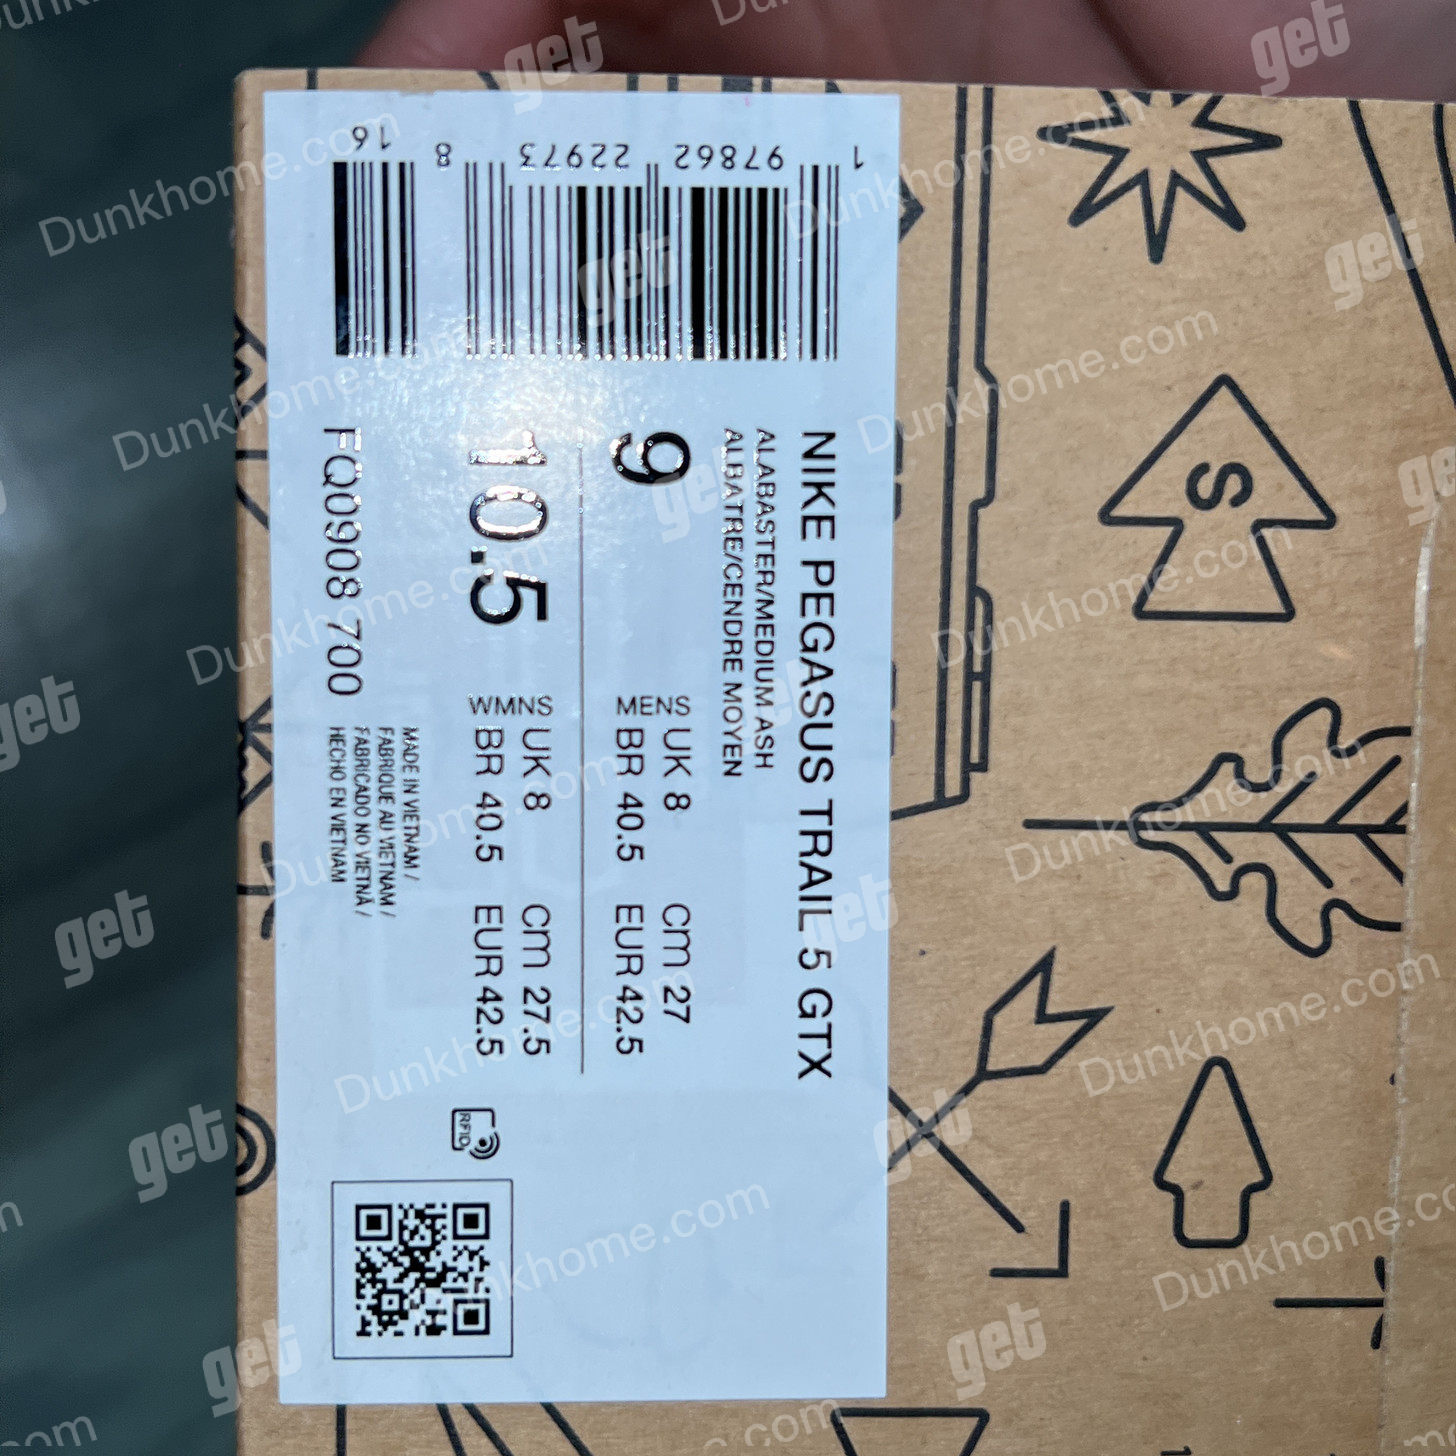 NIKE PEGASUS TRAIL 5 GTX
ALABASTER/MEDIUM ASH
ALBATRE/CENDRE MOYEN
9
MENS
UK 8
cm 27
BR 40.5
EUR 42.5
10.5
WMNS
UK 8
cm 27.5
BR 40.5
EUR 42.5
FQ0908 700
MADE IN VIETNAM /
FABRIQUE AU VIETNAM /
FABRICADO NO VIETNÃ /
HECHO EN VIETNAM
RFID
1 97862 22973 8 16
S
get
Dunkhome.com